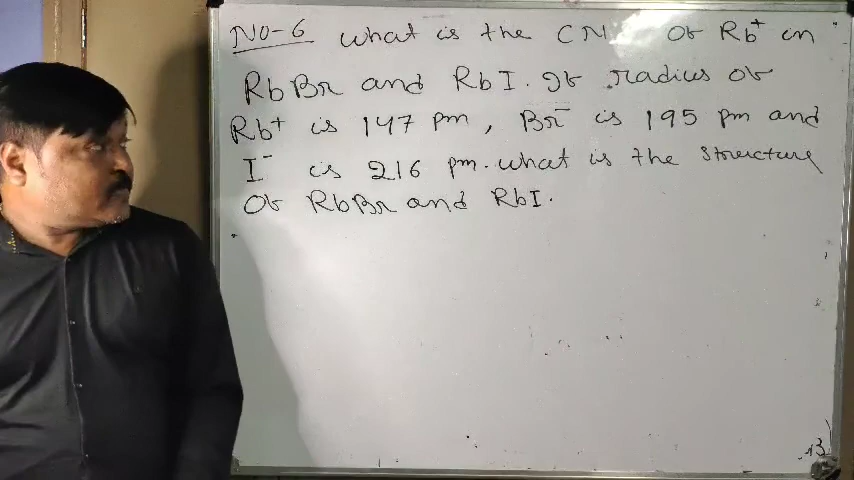 NO-6 What is the CN of Rb⁺ in
RbBr and RbI. If radius of
Rb⁺ is 147 pm, Br⁻ is 195 pm and
I⁻ is 216 pm. what is the structure
of RbBr and RbI.